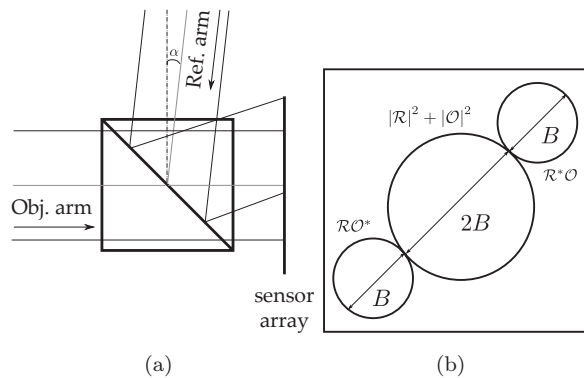 α
Ref. arm
Obj. arm
sensor
array
(a)
|R|² + |O|²
B
R*O
2B
RO*
B
(b)